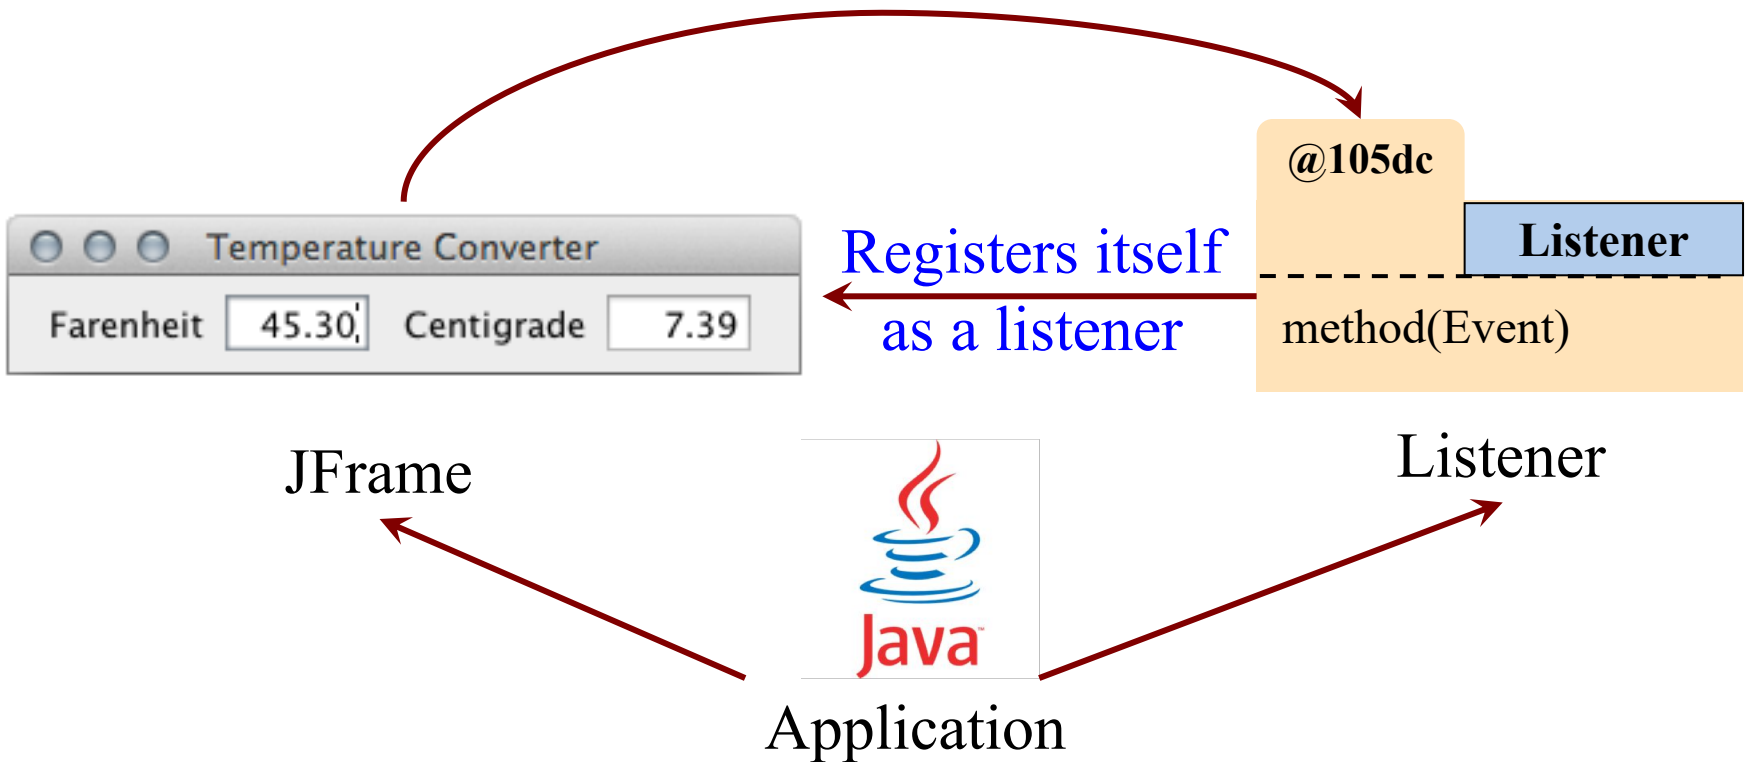 @105dc
Temperature Converter
Registers itself
Listener
Farenheit 45.30 Centigrade 7.39
as a listener
method(Event)
JFrame
Listener
Java™
Application